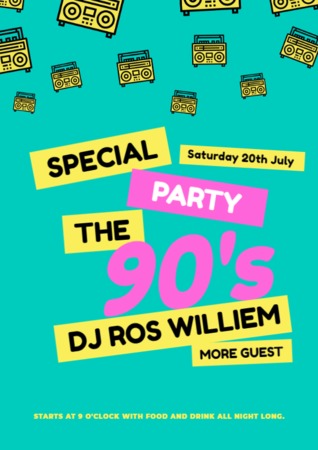 SPECIAL
Saturday 20th July
PARTY
THE
90's
DJ ROS WILLIEM
MORE GUEST
STARTS AT 9 O'CLOCK WITH FOOD AND DRINK ALL NIGHT LONG.